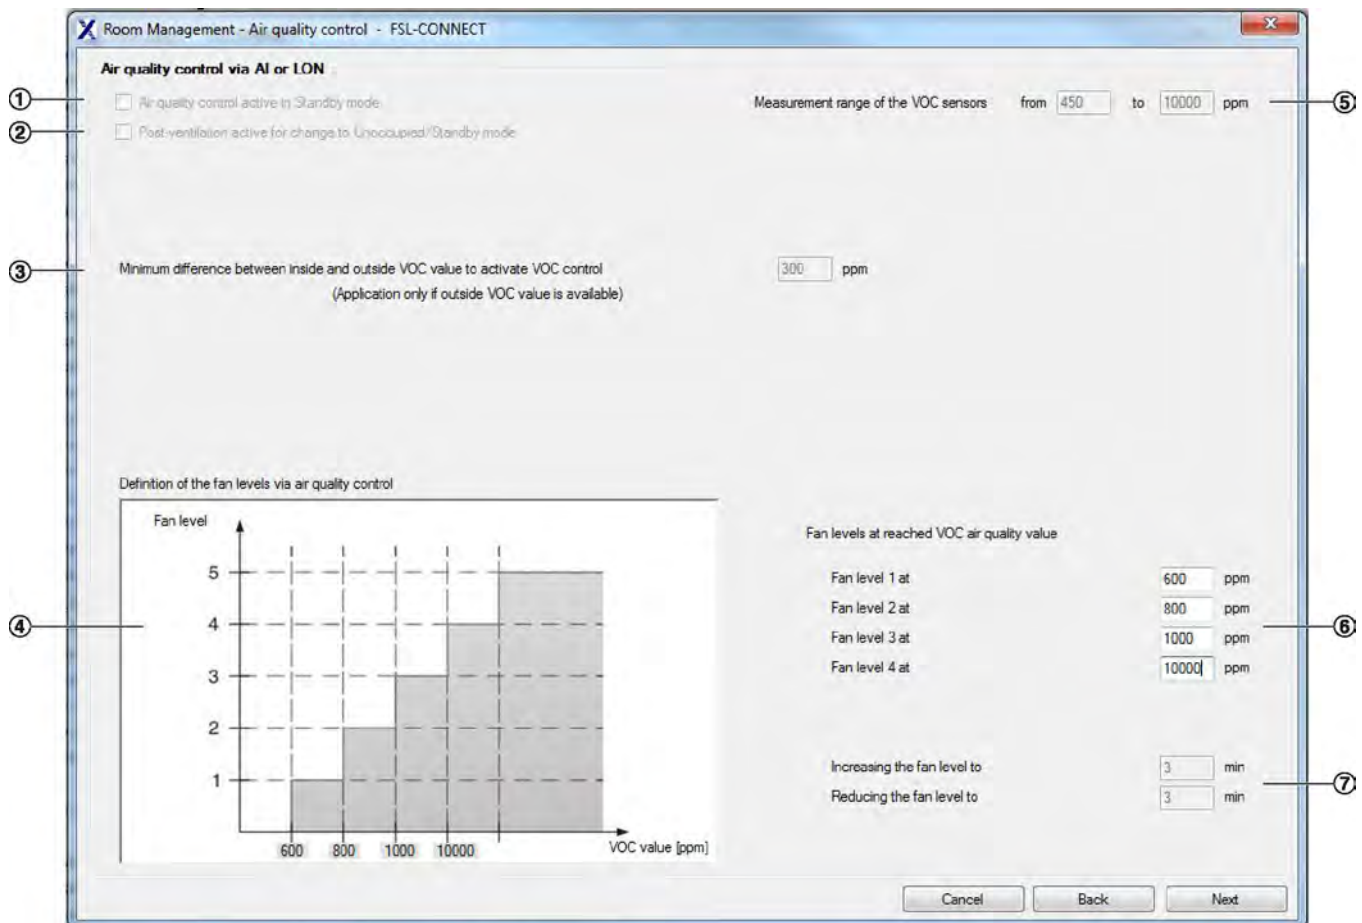 Room Management - Air quality control - FSL-CONNECT
Air quality control via AI or LON
① Air quality control active in Standby mode
Measurement range of the VOC sensors from 450 to 10000 ppm ⑤
② Post-ventilation active for change to Unoccupied/Standby mode
③ Minimum difference between inside and outside VOC value to activate VOC control 300 ppm
(Application only if outside VOC value is available)
Definition of the fan levels via air quality control
Fan level
5
4
3
2
1
600 800 1000 10000 VOC value [ppm]
④
Fan levels at reached VOC air quality value
Fan level 1 at 600 ppm
Fan level 2 at 800 ppm
⑥
Fan level 3 at 1000 ppm
Fan level 4 at 10000 ppm
Increasing the fan level to 3 min
⑦
Reducing the fan level to 3 min
Cancel Back Next